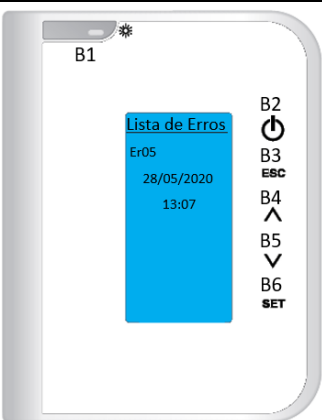 B1
Lista de Erros
Er05
28/05/2020
13:07
B2
B3
ESC
B4
B5
B6
SET